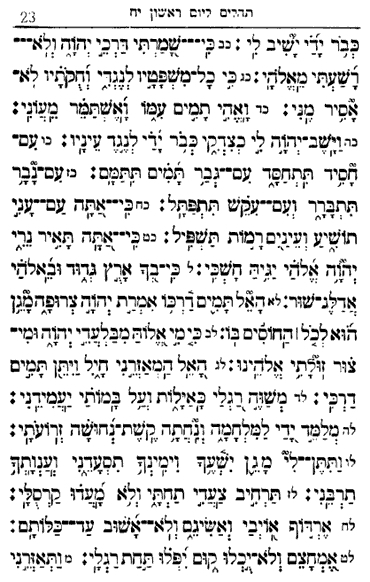 תהלים ליום ראשון יח 23
כְּבֹר יָדַי יָשִׁיב לִי׃ כב כִּי־שָׁמַרְתִּי דַּרְכֵי יְהוָה וְלֹא־
רָשַׁעְתִּי מֵאֱלֹהָי׃ כג כִּי כָל־מִשְׁפָּטָיו לְנֶגְדִּי וְחֻקֹּתָיו לֹא־
אָסִיר מֶנִּי׃ כד וָאֱהִי תָמִים עִמּוֹ וָאֶשְׁתַּמֵּר מֵעֲוֹנִי׃
כה וַיָּשֶׁב־יְהוָה לִי כְצִדְקִי כְּבֹר יָדַי לְנֶגֶד עֵינָיו׃ כו עִם־
חָסִיד תִּתְחַסָּד עִם־גְּבַר תָּמִים תִּתַּמָּם׃ כז עִם־נָבָר
תִּתְבָּרָר וְעִם־עִקֵּשׁ תִּתְפַּתָּל׃ כח כִּי־אַתָּה עַם־עָנִי
תוֹשִׁיעַ וְעֵינַיִם רָמוֹת תַּשְׁפִּיל׃ כט כִּי־אַתָּה תָּאִיר נֵרִי
יְהוָה אֱלֹהַי יַגִּיהַּ חָשְׁכִּי׃ ל כִּי־בְךָ אָרֻץ גְּדוּד וּבֵאלֹהַי
אֲדַלֶּג־שׁוּר׃ לא הָאֵל תָּמִים דַּרְכּוֹ אִמְרַת יְהוָה צְרוּפָה מָגֵן
הוּא לְכֹל ׀ הַחוֹסִים בּוֹ׃ לב כִּי מִי אֱלוֹהַּ מִבַּלְעֲדֵי יְהוָה וּמִי־
צוּר זוּלָתִי אֱלֹהֵינוּ׃ לג הָאֵל הַמְאַזְּרֵנִי חָיִל וַיִּתֵּן תָּמִים
דַּרְכִּי׃ לד מְשַׁוֶּה רַגְלַי כָּאַיָּלוֹת וְעַל בָּמוֹתַי יַעֲמִידֵנִי׃
לה מְלַמֵּד יָדַי לַמִּלְחָמָה וְנִחֲתָה קֶשֶׁת־נְחוּשָׁה זְרוֹעֹתָי׃
לו וַתִּתֶּן־לִי מָגֵן יִשְׁעֶךָ וִימִינְךָ תִסְעָדֵנִי וְעַנְוַתְךָ
תַרְבֵּנִי׃ לז תַּרְחִיב צַעֲדִי תַחְתָּי וְלֹא מָעֲדוּ קַרְסֻלָּי׃
לח אֶרְדּוֹף אוֹיְבַי וְאַשִּׂיגֵם וְלֹא־אָשׁוּב עַד־כַּלּוֹתָם׃
לט אֶמְחָצֵם וְלֹא־יֻכְלוּ קוּם יִפְּלוּ תַּחַת רַגְלָי׃ מ וַתְּאַזְּרֵנִי